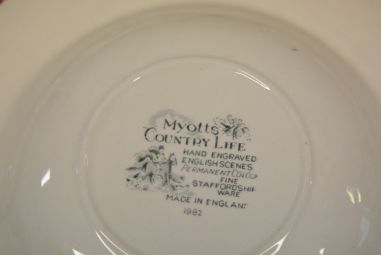 Myotts
COUNTRY LIFE
HAND ENGRAVED
ENGLISH SCENES
PERMANENT COLOUR
FINE
STAFFORDSHIRE
WARE
MADE IN ENGLAND
1982